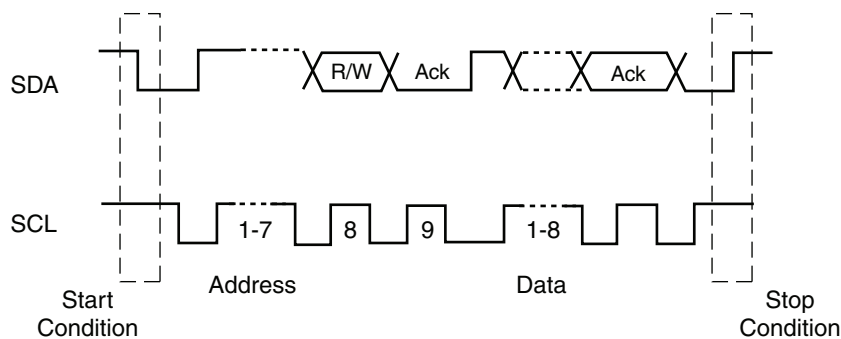 SDA
R/W
Ack
Ack
SCL
1-7
8
9
1-8
Address
Data
Start
Condition
Stop
Condition